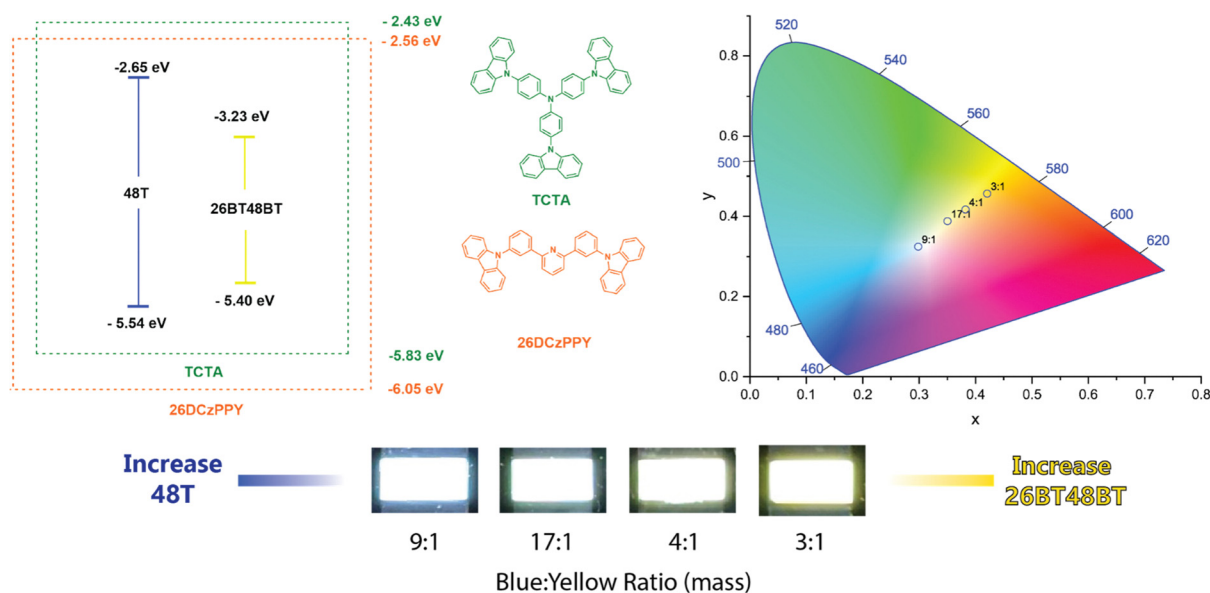 - 2.43 eV
- 2.56 eV
-2.65 eV
-3.23 eV
48T
26BT48BT
- 5.40 eV
- 5.54 eV
TCTA
26DCzPPY
-5.83 eV
-6.05 eV
N
N
N
N
TCTA
N
N
N
26DCzPPY
0.8
0.6
0.4
0.2
0.0
y
0.0
0.1
0.2
0.3
0.4
0.5
0.6
0.7
0.8
x
520
540
560
580
600
620
500
480
460
3:1
4:1
17:1
9:1
Increase
48T
Increase
26BT48BT
9:1
17:1
4:1
3:1
Blue:Yellow Ratio (mass)